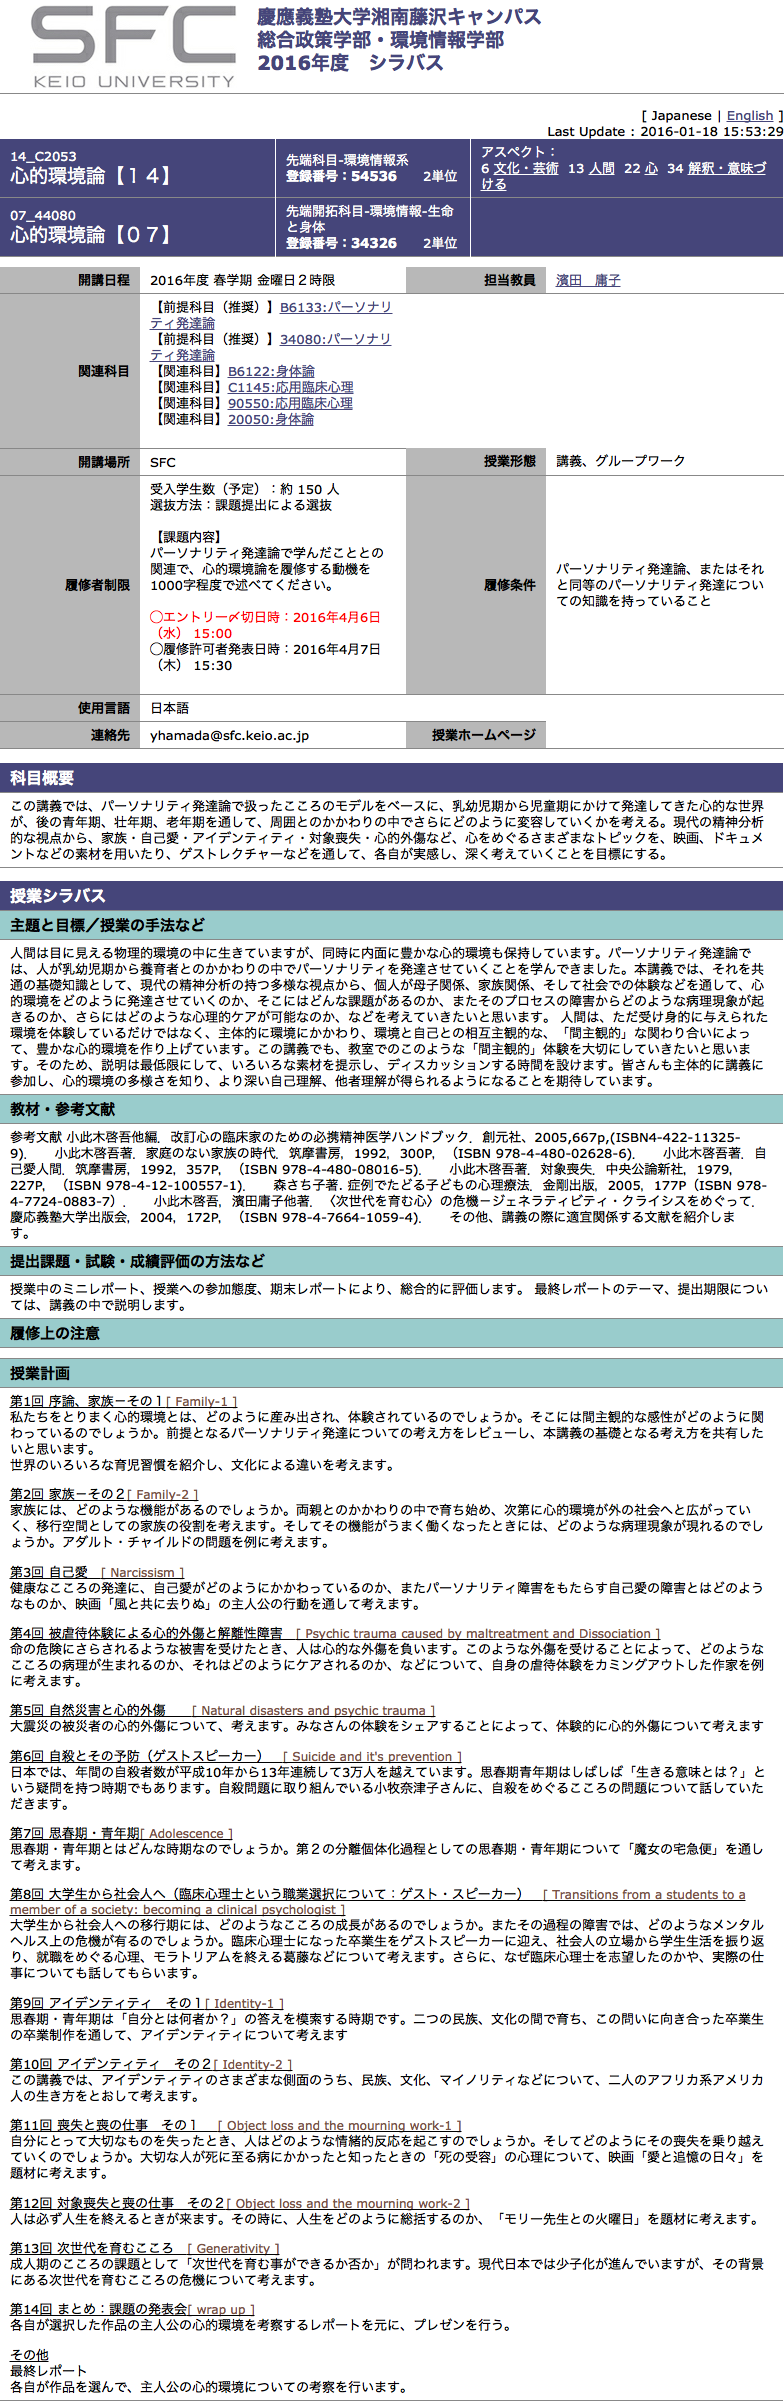 SFC
KEIO UNIVERSITY
慶應義塾大学湘南藤沢キャンパス
総合政策学部・環境情報学部
2016年度　シラバス
[ Japanese | English ]
Last Update : 2016-01-18 15:53:29
14_C2053
心的環境論【１４】
先端科目-環境情報系
登録番号：54536　　2単位
アスペクト：
6 文化・芸術　13 人間　22 心　34 解釈・意味づ
ける
07_44080
心的環境論【０７】
先端開拓科目-環境情報-生命
と身体
登録番号：34326　　2単位
開講日程
2016年度 春学期 金曜日２時限
担当教員
濱田　庸子
関連科目
【前提科目（推奨）】B6133:パーソナリ
ティ発達論
【前提科目（推奨）】34080:パーソナリ
ティ発達論
【関連科目】B6122:身体論
【関連科目】C1145:応用臨床心理
【関連科目】90550:応用臨床心理
【関連科目】20050:身体論
開講場所
SFC
授業形態
講義、グループワーク
履修者制限
受入学生数（予定）：約 150 人
選抜方法：課題提出による選抜
【課題内容】
パーソナリティ発達論で学んだこととの
関連で、心的環境論を履修する動機を
1000字程度で述べてください。
◯エントリー〆切日時：2016年4月6日
（水） 15:00
◯履修許可者発表日時：2016年4月7日
（木） 15:30
履修条件
パーソナリティ発達論、またはそれ
と同等のパーソナリティ発達につい
ての知識を持っていること
使用言語
日本語
連絡先
yhamada@sfc.keio.ac.jp
授業ホームページ
科目概要
この講義では、パーソナリティ発達論で扱ったこころのモデルをベースに、乳幼児期から児童期にかけて発達してきた心的な世界
が、後の青年期、壮年期、老年期を通して、周囲とのかかわりの中でさらにどのように変容していくかを考える。現代の精神分析
的な視点から、家族・自己愛・アイデンティティ・対象喪失・心的外傷など、心をめぐるさまざまなトピックを、映画、ドキュメ
ントなどの素材を用いたり、ゲストレクチャーなどを通して、各自が実感し、深く考えていくことを目標にする。
授業シラバス
主題と目標／授業の手法など
人間は目に見える物理的環境の中に生きていますが、同時に内面に豊かな心的環境も保持しています。パーソナリティ発達論で
は、人が乳幼児期から養育者とのかかわりの中でパーソナリティを発達させていくことを学んできました。本講義では、それを共
通の基礎知識として、現代の精神分析の持つ多様な視点から、個人が母子関係、家族関係、そして社会での体験などを通して、心
的環境をどのように発達させていくのか、そこにはどんな課題があるのか、またそのプロセスの障害からどのような病理現象が起
きるのか、さらにはどのような心理的ケアが可能なのか、などを考えていきたいと思います。 人間は、ただ受け身的に与えられた
環境を体験しているだけではなく、主体的に環境にかかわり、環境と自己との相互主観的な、「間主観的」な関わり合いによっ
て、豊かな心的環境を作り上げています。この講義でも、教室でのこのような「間主観的」体験を大切にしていきたいと思いま
す。そのため、説明は最低限にして、いろいろな素材を提示し、ディスカッションする時間を設けます。皆さんも主体的に講義に
参加し、心的環境の多様さを知り、より深い自己理解、他者理解が得られるようになることを期待しています。
教材・参考文献
参考文献 小此木啓吾他編．改訂心の臨床家のための必携精神医学ハンドブック．創元社、2005,667p,(ISBN4-422-11325-
9)．　　小此木啓吾著．家庭のない家族の時代．筑摩書房，1992，300P，（ISBN 978-4-480-02628-6)．　　小此木啓吾著．自
己愛人間．筑摩書房，1992，357P，（ISBN 978-4-480-08016-5)．　　小此木啓吾著．対象喪失．中央公論新社，1979，
227P，（ISBN 978-4-12-100557-1)．　　森さち子著．症例でたどる子どもの心理療法．金剛出版，2005，177P（ISBN 978-
4-7724-0883-7）．　　小此木啓吾，濱田庸子他著．〈次世代を育む心〉の危機－ジェネラティビティ・クライシスをめぐって．
慶応義塾大学出版会，2004，172P，（ISBN 978-4-7664-1059-4)．　　その他、講義の際に適宜関係する文献を紹介しま
す。
提出課題・試験・成績評価の方法など
授業中のミニレポート、授業への参加態度、期末レポートにより、総合的に評価します。 最終レポートのテーマ、提出期限につい
ては、講義の中で説明します。
履修上の注意
授業計画
第1回 序論、家族－その１[ Family-1 ]
私たちをとりまく心的環境とは、どのように産み出され、体験されているのでしょうか。そこには間主観的な感性がどのように関
わっているのでしょうか。前提となるパーソナリティ発達についての考え方をレビューし、本講義の基礎となる考え方を共有した
いと思います。
世界のいろいろな育児習慣を紹介し、文化による違いを考えます。
第2回 家族－その２[ Family-2 ]
家族には、どのような機能があるのでしょうか。両親とのかかわりの中で育ち始め、次第に心的環境が外の社会へと広がってい
く、移行空間としての家族の役割を考えます。そしてその機能がうまく働くなったときには、どのような病理現象が現れるのでし
ょうか。アダルト・チャイルドの問題を例に考えます。
第3回 自己愛　[ Narcissism ]
健康なこころの発達に、自己愛がどのようにかかわっているのか、またパーソナリティ障害をもたらす自己愛の障害とはどのよう
なものか、映画「風と共に去りぬ」の主人公の行動を通して考えます。
第4回 被虐待体験による心的外傷と解離性障害　[ Psychic trauma caused by maltreatment and Dissociation ]
命の危険にさらされるような被害を受けたとき、人は心的な外傷を負います。このような外傷を受けることによって、どのような
こころの病理が生まれるのか、それはどのようにケアされるのか、などについて、自身の虐待体験をカミングアウトした作家を例
に考えます。
第5回 自然災害と心的外傷　　[ Natural disasters and psychic trauma ]
大震災の被災者の心的外傷について、考えます。みなさんの体験をシェアすることによって、体験的に心的外傷について考えます
第6回 自殺とその予防（ゲストスピーカー）　[ Suicide and it's prevention ]
日本では、年間の自殺者数が平成10年から13年連続して3万人を越えています。思春期青年期はしばしば「生きる意味とは？」と
いう疑問を持つ時期でもあります。自殺問題に取り組んでいる小牧奈津子さんに、自殺をめぐるこころの問題について話していた
だきます。
第7回 思春期・青年期[ Adolescence ]
思春期・青年期とはどんな時期なのでしょうか。第２の分離個体化過程としての思春期・青年期について「魔女の宅急便」を通し
て考えます。
第8回 大学生から社会人へ（臨床心理士という職業選択について：ゲスト・スピーカー）　[ Transitions from a students to a
member of a society: becoming a clinical psychologist ]
大学生から社会人への移行期には、どのようなこころの成長があるのでしょうか。またその過程の障害では、どのようなメンタル
ヘルス上の危機が有るのでしょうか。臨床心理士になった卒業生をゲストスピーカーに迎え、社会人の立場から学生生活を振り返
り、就職をめぐる心理、モラトリアムを終える葛藤などについて考えます。さらに、なぜ臨床心理士を志望したのかや、実際の仕
事についても話してもらいます。
第9回 アイデンティティ　その１[ Identity-1 ]
思春期・青年期は「自分とは何者か？」の答えを模索する時期です。二つの民族、文化の間で育ち、この問いに向き合った卒業生
の卒業制作を通して、アイデンティティについて考えます
第10回 アイデンティティ　その２[ Identity-2 ]
この講義では、アイデンティティのさまざまな側面のうち、民族、文化、マイノリティなどについて、二人のアフリカ系アメリカ
人の生き方をとおして考えます。
第11回 喪失と喪の仕事　その１　[ Object loss and the mourning work-1 ]
自分にとって大切なものを失ったとき、人はどのような情緒的反応を起こすのでしょうか。そしてどのようにその喪失を乗り越え
ていくのでしょうか。大切な人が死に至る病にかかったと知ったときの「死の受容」の心理について、映画「愛と追憶の日々」を
題材に考えます。
第12回 対象喪失と喪の仕事　その２[ Object loss and the mourning work-2 ]
人は必ず人生を終えるときが来ます。その時に、人生をどのように総括するのか、「モリー先生との火曜日」を題材に考えます。
第13回 次世代を育むこころ　[ Generativity ]
成人期のこころの課題として「次世代を育む事ができるか否か」が問われます。現代日本では少子化が進んでいますが、その背景
にある次世代を育むこころの危機について考えます。
第14回 まとめ：課題の発表会[ wrap up ]
各自が選択した作品の主人公の心的環境を考察するレポートを元に、プレゼンを行う。
その他
最終レポート
各自が作品を選んで、主人公の心的環境についての考察を行います。